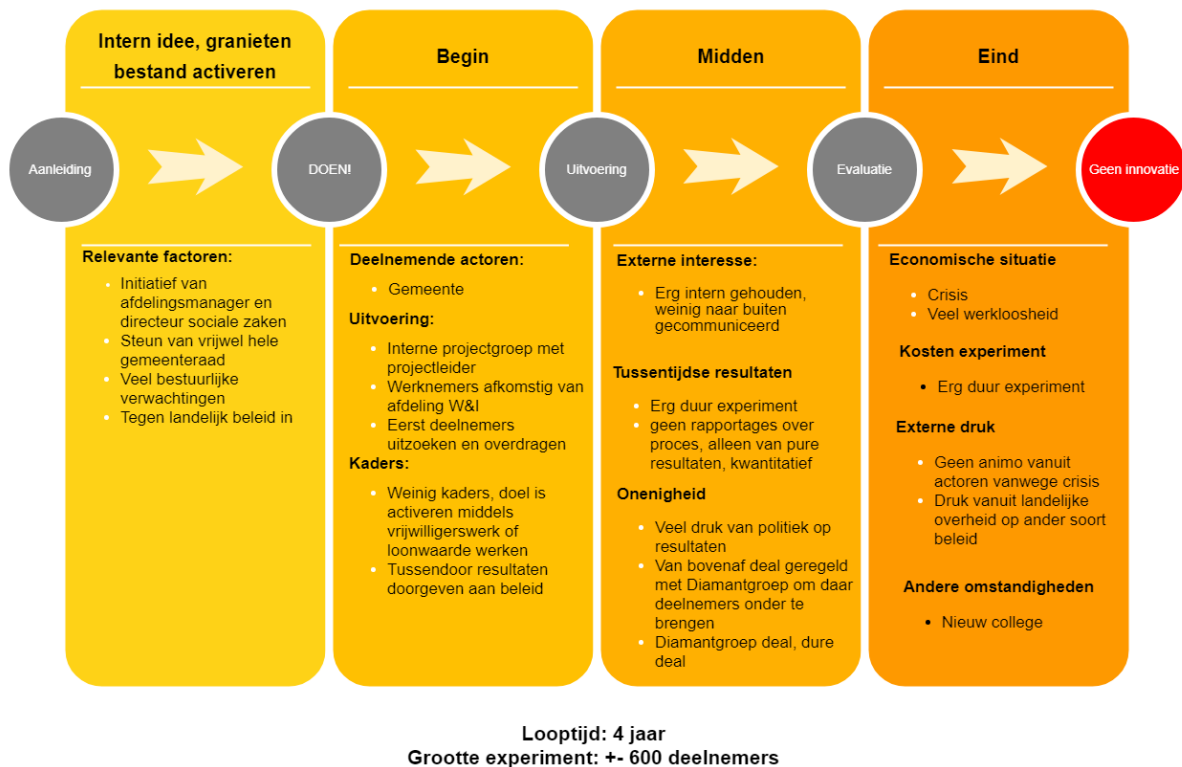 Intern idee, granieten
bestand activeren
Aanleiding
Relevante factoren:
Initiatief van
afdelingsmanager en
directeur sociale zaken
Steun van vrijwel hele
gemeenteraad
Veel bestuurlijke
verwachtingen
Tegen landelijk beleid in
Begin
DOEN!
Deelnemende actoren:
Gemeente
Uitvoering:
Interne projectgroep met
projectleider
Werknemers afkomstig van
afdeling W&I
Eerst deelnemers
uitzoeken en overdragen
Kaders:
Weinig kaders, doel is
activeren middels
vrijwilligerswerk of
loonwaarde werken
Tussendoor resultaten
doorgeven aan beleid
Midden
Uitvoering
Externe interesse:
Erg intern gehouden,
weinig naar buiten
gecommuniceerd
Tussentijdse resultaten
Erg duur experiment
geen rapportages over
proces, alleen van pure
resultaten, kwantitatief
Onenigheid
Veel druk van politiek op
resultaten
Van bovenaf deal geregeld
met Diamantgroep om daar
deelnemers onder te
brengen
Diamantgroep deal, dure
deal
Eind
Evaluatie
Geen innovatie
Economische situatie
Crisis
Veel werkloosheid
Kosten experiment
Erg duur experiment
Externe druk
Geen animo vanuit
actoren vanwege crisis
Druk vanuit landelijke
overheid op ander soort
beleid
Andere omstandigheden
Nieuw college
Looptijd: 4 jaar
Grootte experiment: +- 600 deelnemers